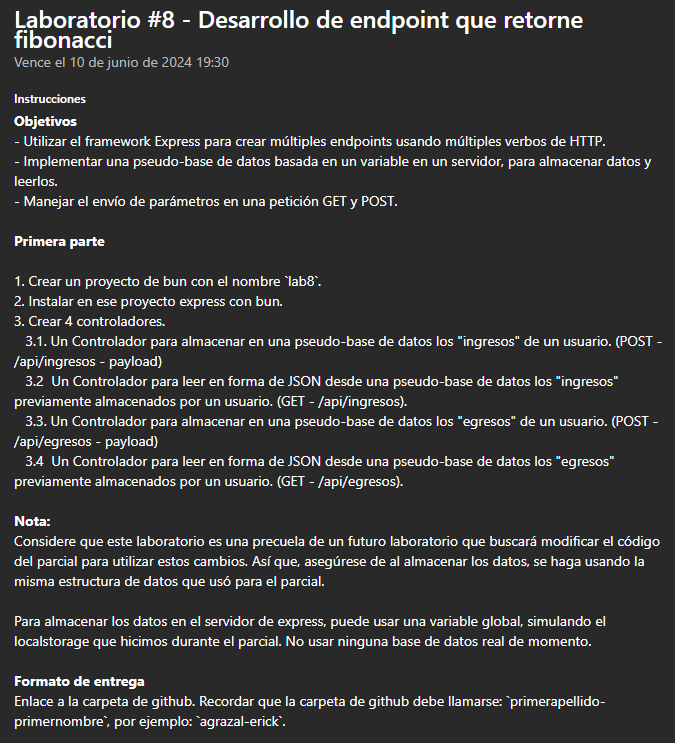 Laboratorio #8 - Desarrollo de endpoint que retorne
fibonacci
Vence el 10 de junio de 2024 19:30
Instrucciones
Objetivos
- Utilizar el framework Express para crear múltiples endpoints usando múltiples verbos de HTTP.
- Implementar una pseudo-base de datos basada en un variable en un servidor, para almacenar datos y
leerlos.
- Manejar el envío de parámetros en una petición GET y POST.
Primera parte
1. Crear un proyecto de bun con el nombre `lab8`.
2. Instalar en ese proyecto express con bun.
3. Crear 4 controladores.
3.1. Un Controlador para almacenar en una pseudo-base de datos los "ingresos" de un usuario. (POST -
/api/ingresos - payload)
3.2 Un Controlador para leer en forma de JSON desde una pseudo-base de datos los "ingresos"
previamente almacenados por un usuario. (GET - /api/ingresos).
3.3. Un Controlador para almacenar en una pseudo-base de datos los "egresos" de un usuario. (POST -
/api/egresos - payload)
3.4 Un Controlador para leer en forma de JSON desde una pseudo-base de datos los "egresos"
previamente almacenados por un usuario. (GET - /api/egresos).
Nota:
Considere que este laboratorio es una precuela de un futuro laboratorio que buscará modificar el código
del parcial para utilizar estos cambios. Así que, asegúrese de al almacenar los datos, se haga usando la
misma estructura de datos que usó para el parcial.
Para almacenar los datos en el servidor de express, puede usar una variable global, simulando el
localstorage que hicimos durante el parcial. No usar ninguna base de datos real de momento.
Formato de entrega
Enlace a la carpeta de github. Recordar que la carpeta de github debe llamarse: `primerapellido-
primernombre`, por ejemplo: `agrazal-erick`.